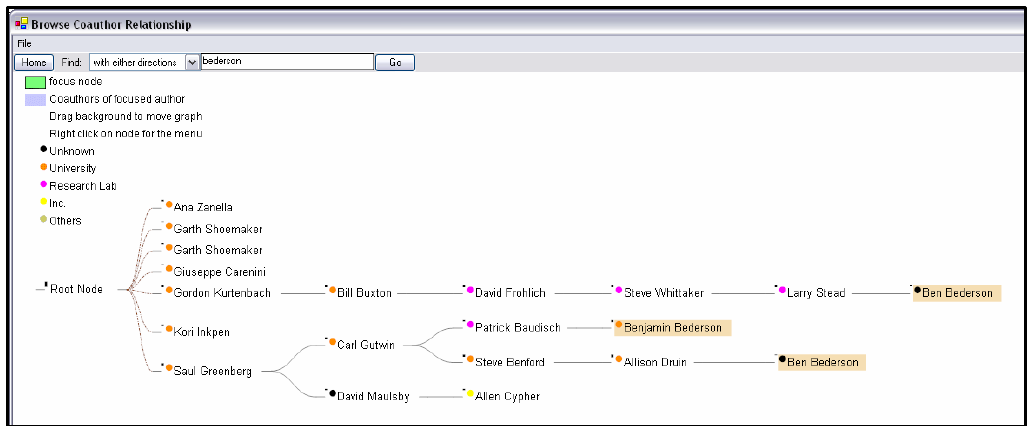 Browse Coauthor Relationship
File
Home Find: with either directions bederson Go
focus node
Coauthors of focused author
Drag background to move graph
Right click on node for the menu
Unknown
University
Research Lab
Inc.
Others
Ana Zanella
Garth Shoemaker
Garth Shoemaker
Giuseppe Carenini
Root Node Gordon Kurtenbach Bill Buxton David Frohlich Steve Whittaker Larry Stead Ben Bederson
Patrick Baudisch Benjamin Bederson
Kori Inkpen
Carl Gutwin
Steve Benford Allison Druin Ben Bederson
Saul Greenberg
David Maulsby Allen Cypher